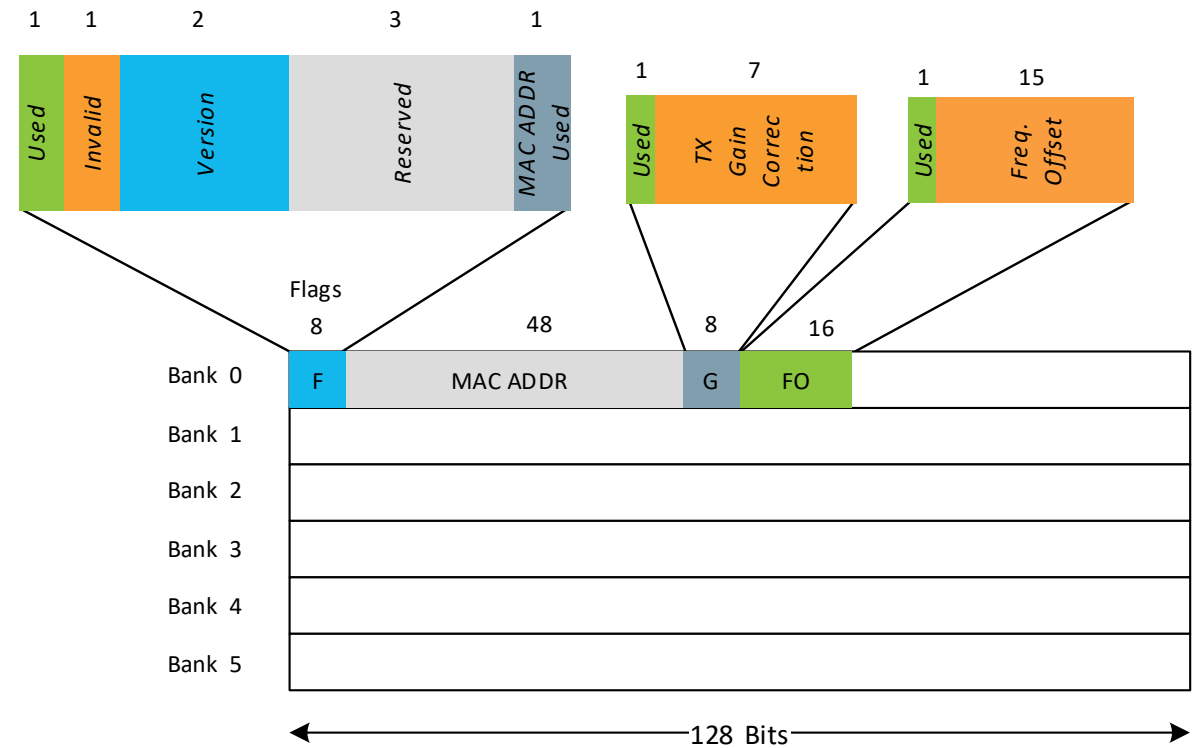 1 1 2 3 1
Used
Invalid
Version
Reserved
MAC ADDR
Used
1 7
Used
TX
Gain
Correc
tion
1 15
Used
Freq.
Offset
Flags
8 48 8 16
Bank 0 F MAC ADDR G FO
Bank 1
Bank 2
Bank 3
Bank 4
Bank 5
128 Bits